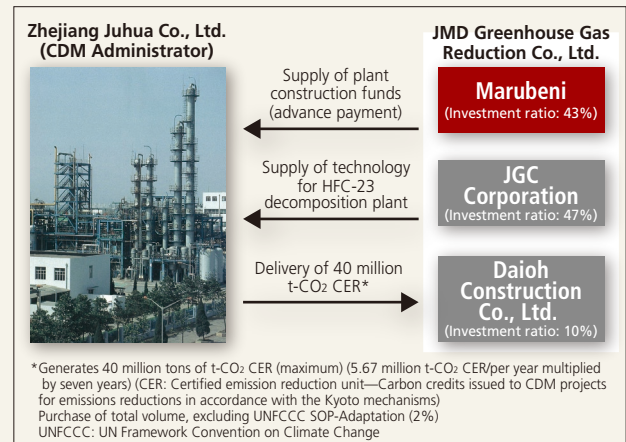 Zhejiang Juhua Co., Ltd.
(CDM Administrator)
JMD Greenhouse Gas
Reduction Co., Ltd.
Supply of plant
construction funds
(advance payment)
Marubeni
(Investment ratio: 43%)
Supply of technology
for HFC-23
decomposition plant
JGC
Corporation
(Investment ratio: 47%)
Delivery of 40 million
t-CO₂ CER*
Daioh
Construction
Co., Ltd.
(Investment ratio: 10%)
*Generates 40 million tons of t-CO₂ CER (maximum) (5.67 million t-CO₂ CER/per year multiplied
by seven years) (CER: Certified emission reduction unit—Carbon credits issued to CDM projects
for emissions reductions in accordance with the Kyoto mechanisms)
Purchase of total volume, excluding UNFCCC SOP-Adaptation (2%)
UNFCCC: UN Framework Convention on Climate Change